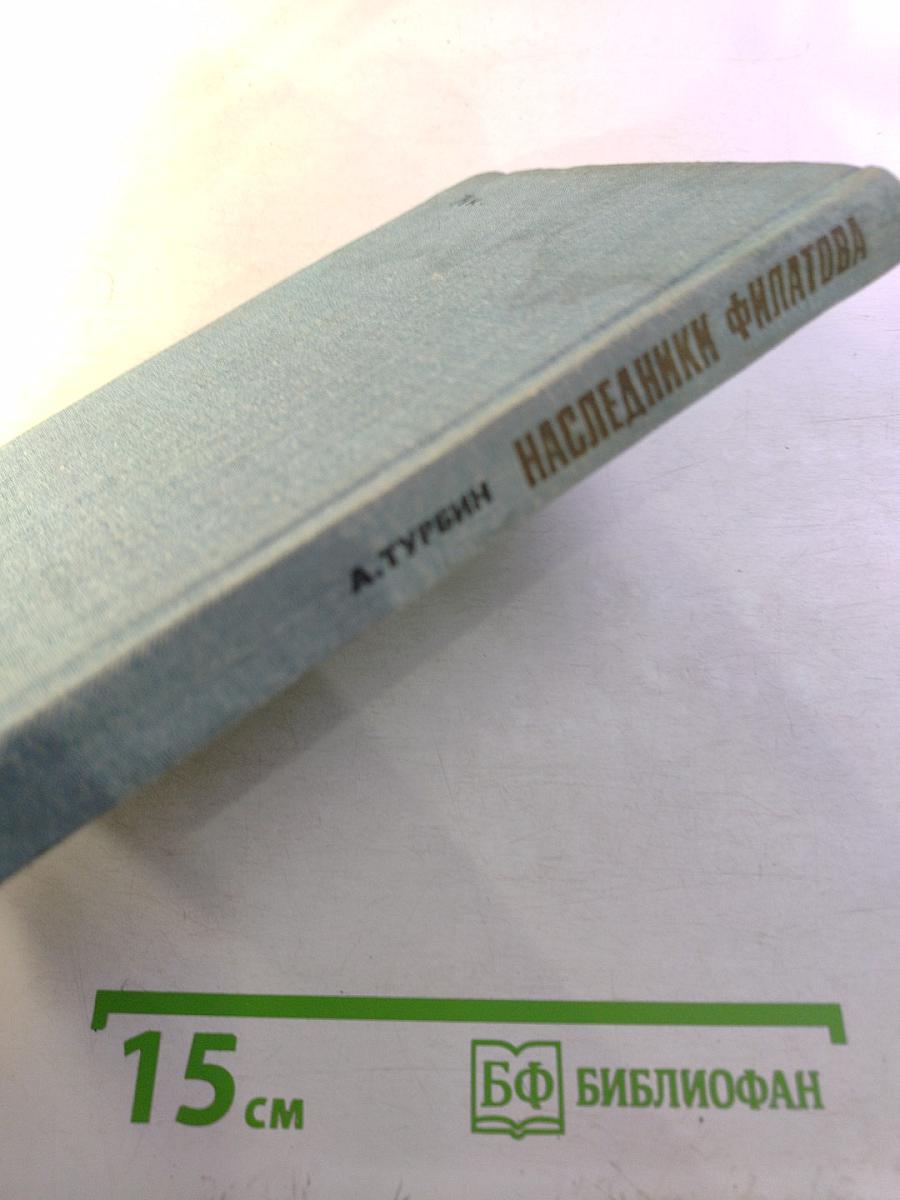 А. ТУРБИН НАСЛЕДНИКИ ФИЛАТОВА
15 см
БФ БИБЛИОФАН